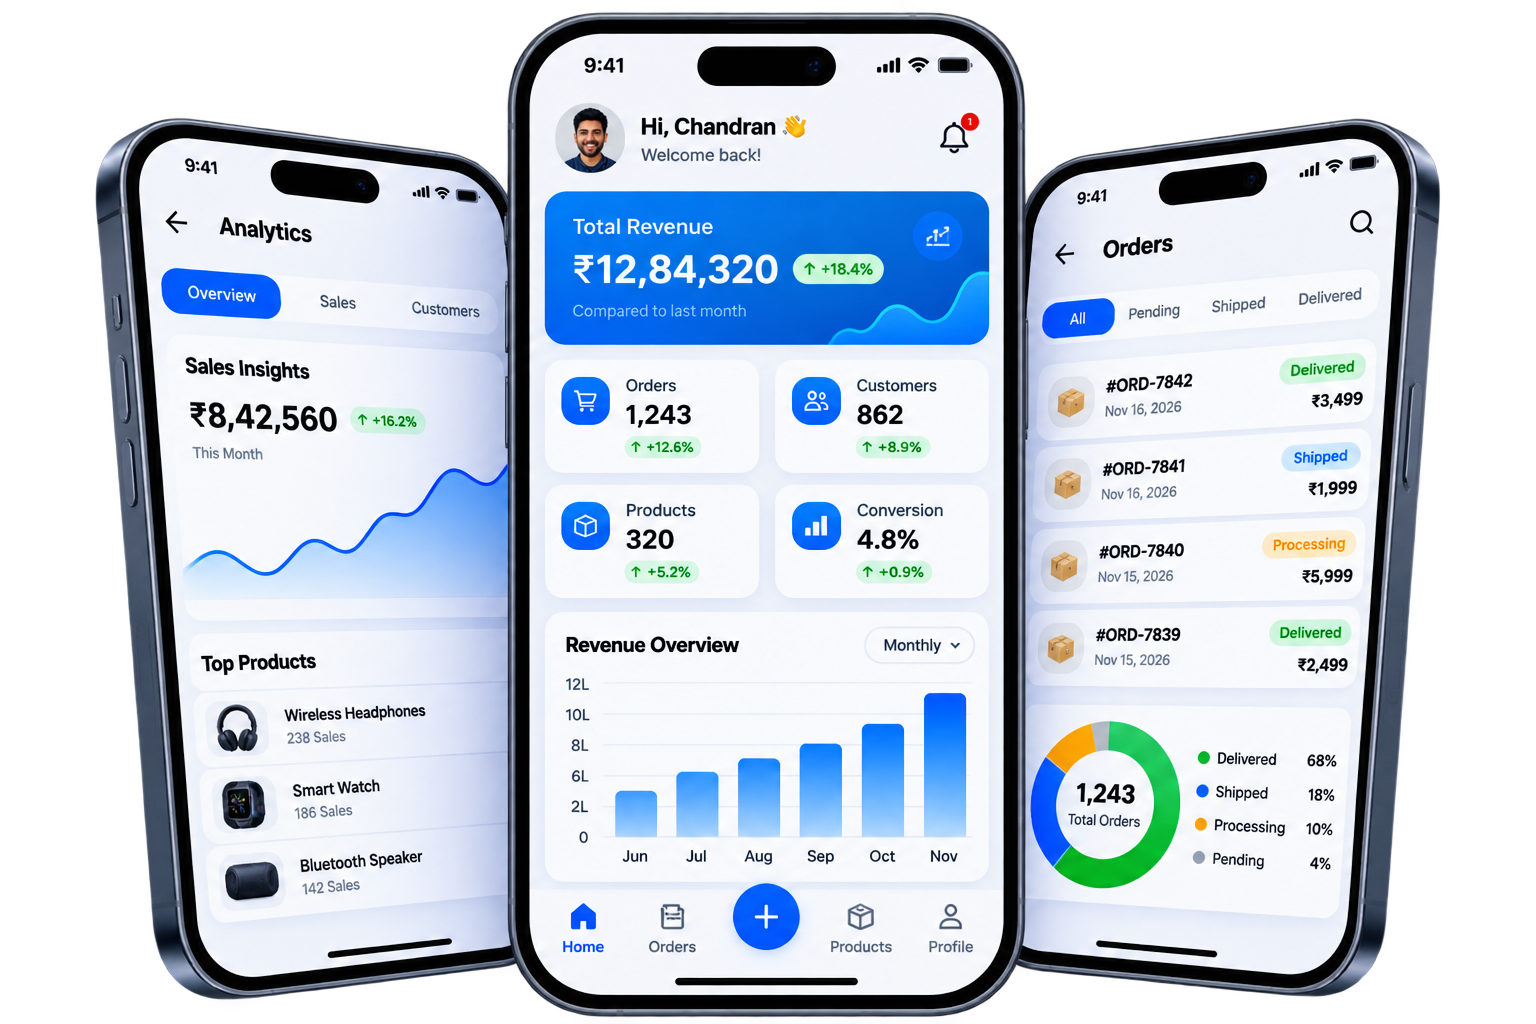 9:41
Analytics
Overview Sales Customers
Sales Insights
₹8,42,560 ↑ +16.2%
This Month
Top Products
Wireless Headphones
238 Sales
Smart Watch
186 Sales
Bluetooth Speaker
142 Sales
9:41
Hi, Chandran 👋
Welcome back!
1
Total Revenue
₹12,84,320 ↑ +18.4%
Compared to last month
Orders
1,243
↑ +12.6%
Customers
862
↑ +8.9%
Products
320
↑ +5.2%
Conversion
4.8%
↑ +0.9%
Revenue Overview Monthly
12L
10L
8L
6L
2L
0
Jun Jul Aug Sep Oct Nov
Home Orders + Products Profile
9:41
Orders
All Pending Shipped Delivered
#ORD-7842 Delivered
Nov 16, 2026 ₹3,499
#ORD-7841 Shipped
Nov 16, 2026 ₹1,999
#ORD-7840 Processing
Nov 15, 2026 ₹5,999
#ORD-7839 Delivered
Nov 15, 2026 ₹2,499
1,243
Total Orders
Delivered 68%
Shipped 18%
Processing 10%
Pending 4%